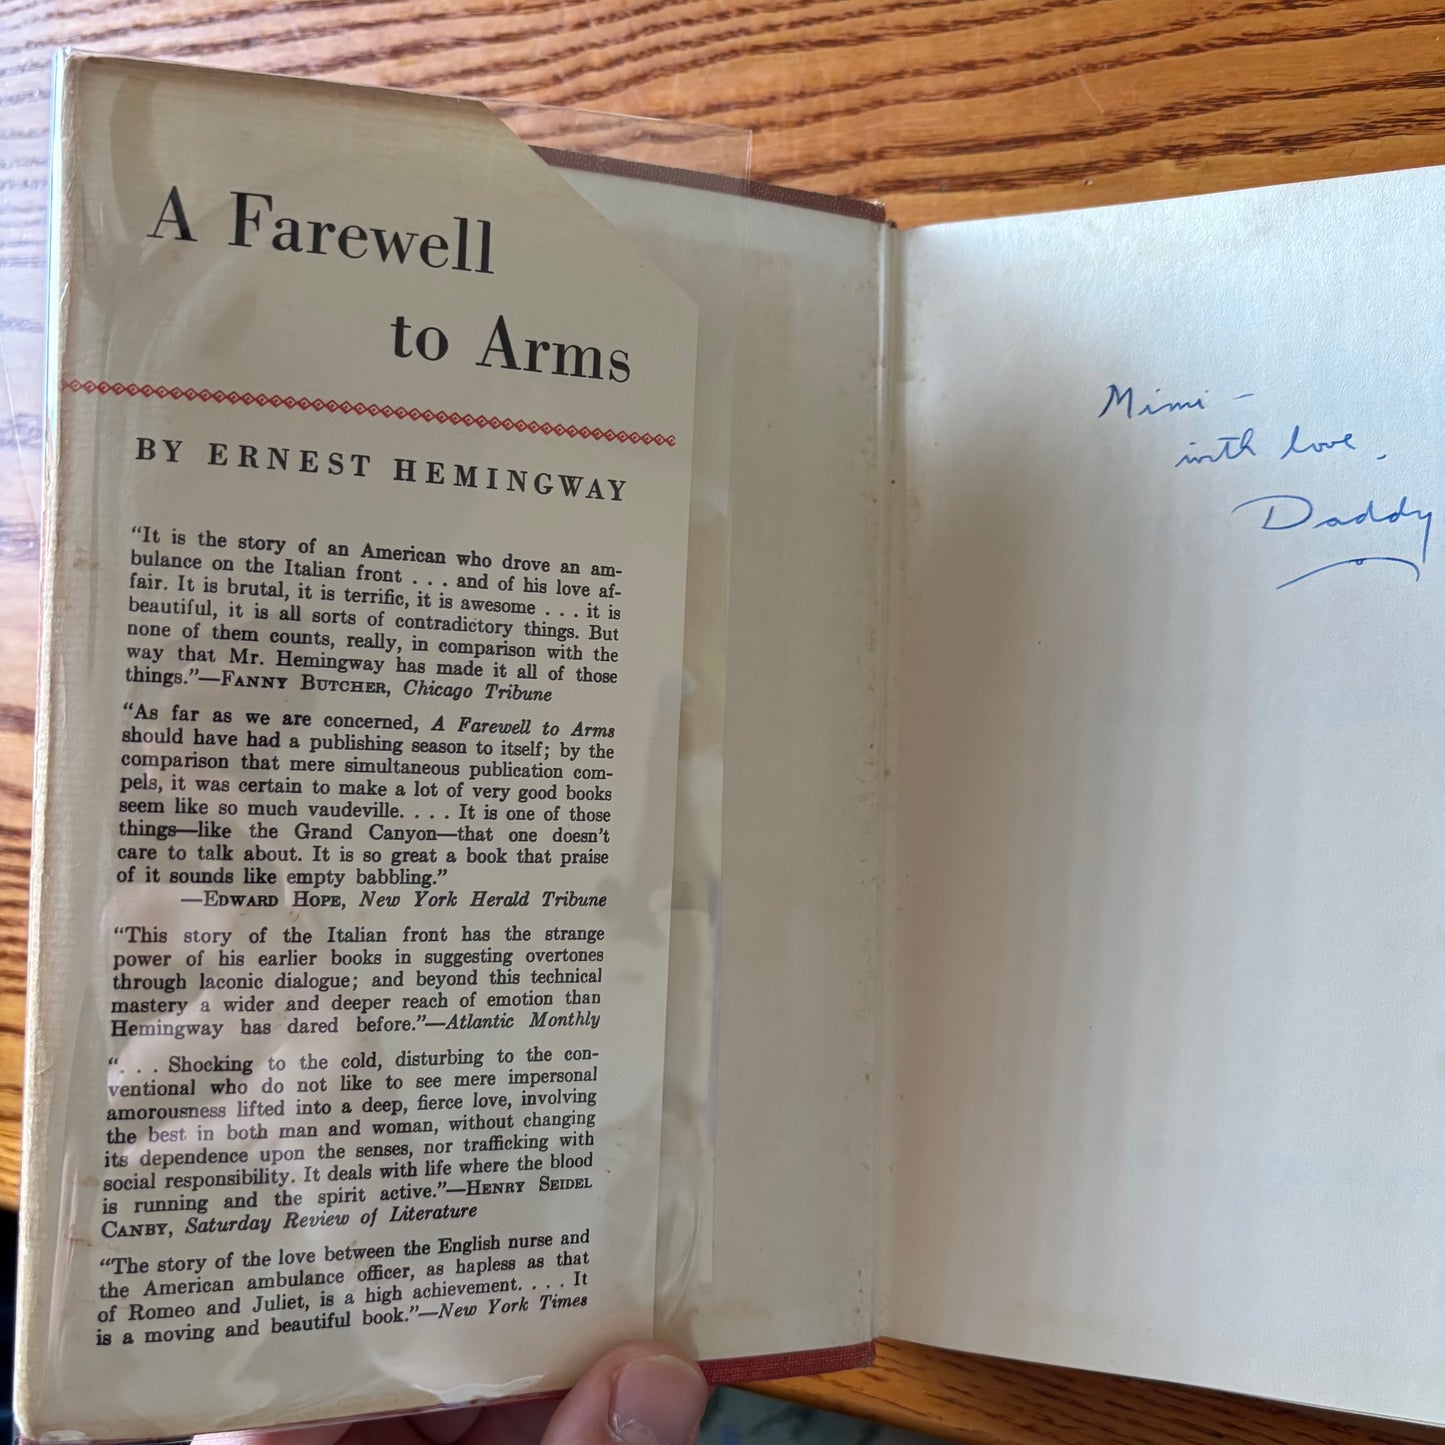 A Farewell
to Arms
BY ERNEST HEMINGWAY
“It is the story of an American who drove an am-
bulance on the Italian front . . . and of his love af-
fair. It is brutal, it is terrific, it is awesome . . . it is
beautiful, it is all sorts of contradictory things. But
none of them counts, really, in comparison with the
way that Mr. Hemingway has made it all of those
things.”—FANNY BUTCHER, Chicago Tribune
“As far as we are concerned, A Farewell to Arms
should have had a publishing season to itself; by the
comparison that mere simultaneous publication com-
pels, it was certain to make a lot of very good books
seem like so much vaudeville. . . . It is one of those
things—like the Grand Canyon—that one doesn’t
care to talk about. It is so great a book that praise
of it sounds like empty babbling.”
—EDWARD HOPE, New York Herald Tribune
“This story of the Italian front has the strange
power of his earlier books in suggesting overtones
through laconic dialogue; and beyond this technical
mastery a wider and deeper reach of emotion than
Hemingway has dared before.”—Atlantic Monthly
“. . . Shocking to the cold, disturbing to the con-
ventional who do not like to see mere impersonal
amorousness lifted into a deep, fierce love, involving
the best in both man and woman, without changing
its dependence upon the senses, nor trafficking with
social responsibility. It deals with life where the blood
is running and the spirit active.”—HENRY SEIDEL
CANBY, Saturday Review of Literature
“The story of the love between the English nurse and
the American ambulance officer, as hapless as that
of Romeo and Juliet, is a high achievement. . . . It
is a moving and beautiful book.”—New York Times
Mimi –
with love.
Daddy